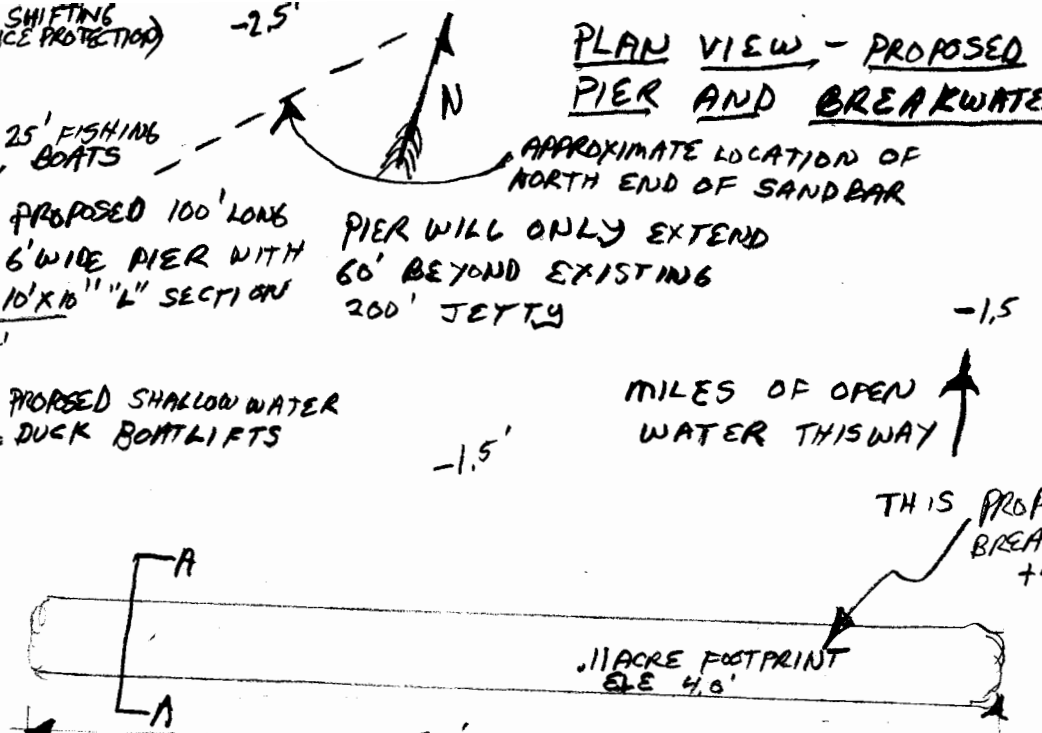 SHIFTING
ICE PROTECTION)
-2.5'
N
PLAN VIEW - PROPOSED
PIER AND BREAKWATE
25' FISHING
BOATS
APPROXIMATE LOCATION OF
NORTH END OF SANDBAR
PROPOSED 100' LONG
6' WIDE PIER WITH
10'X10'' "L" SECTION
PIER WILL ONLY EXTEND
60' BEYOND EXISTING
200' JETTY
-1,5
MILES OF OPEN
WATER THIS WAY
PROPOSED SHALLOW WATER
DUCK BOATLIFTS
-1.5'
THIS PROP
BREA
A
.11 ACRE FOOTPRINT
ELE 4.0'
A